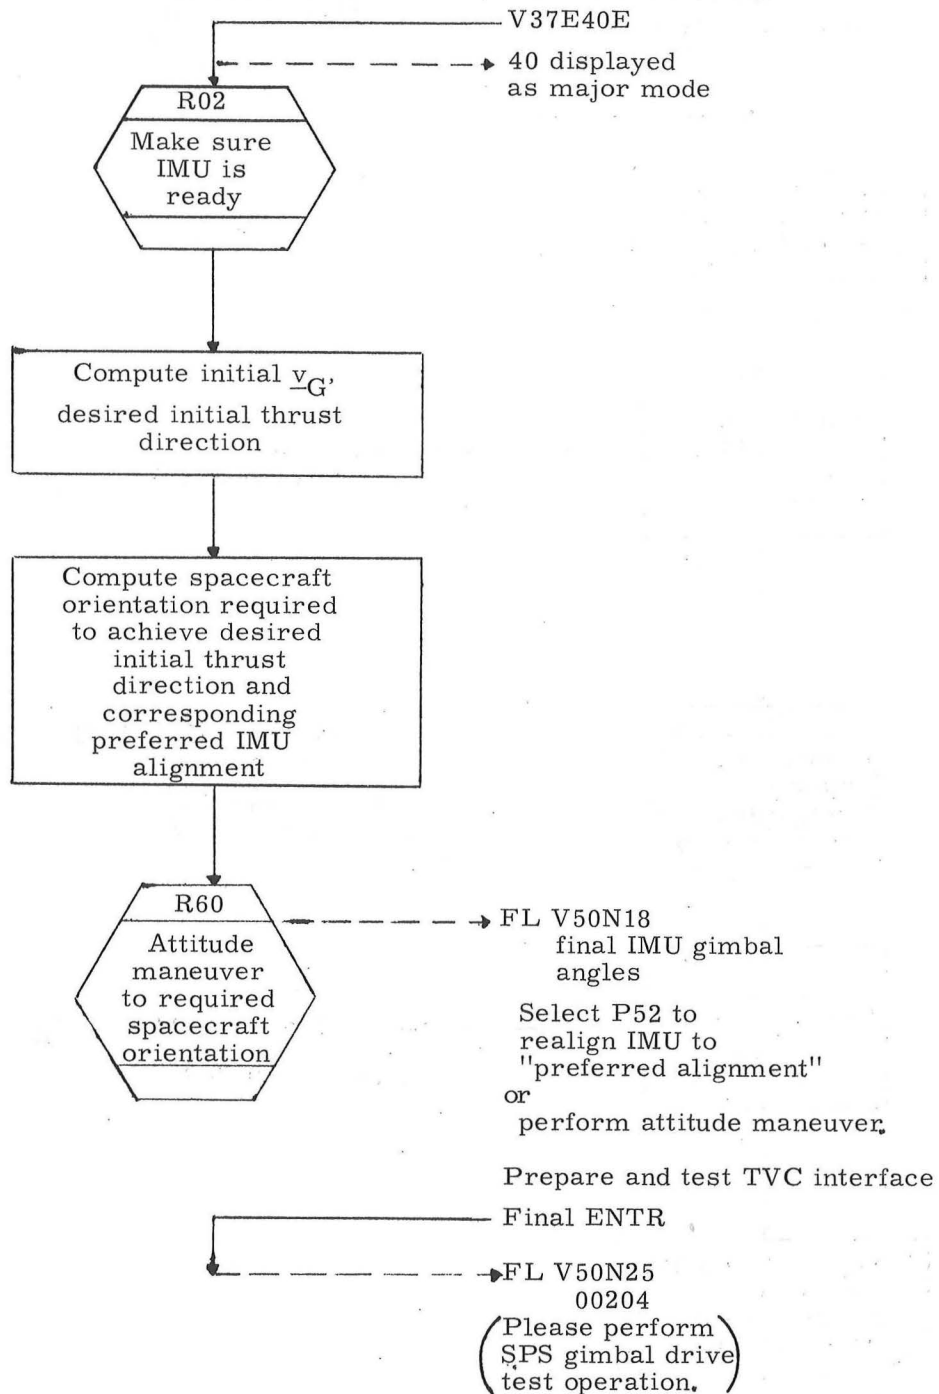 V37E40E
40 displayed
as major mode
R02
Make sure
IMU is
ready
Compute initial v_G,
desired initial thrust
direction
Compute spacecraft
orientation required
to achieve desired
initial thrust
direction and
corresponding
preferred IMU
alignment
R60
Attitude
maneuver
to required
spacecraft
orientation
FL V50N18
final IMU gimbal
angles
Select P52 to
realign IMU to
"preferred alignment"
or
perform attitude maneuver.
Prepare and test TVC interface
Final ENTR
FL V50N25
00204
(Please perform
SPS gimbal drive
test operation.)